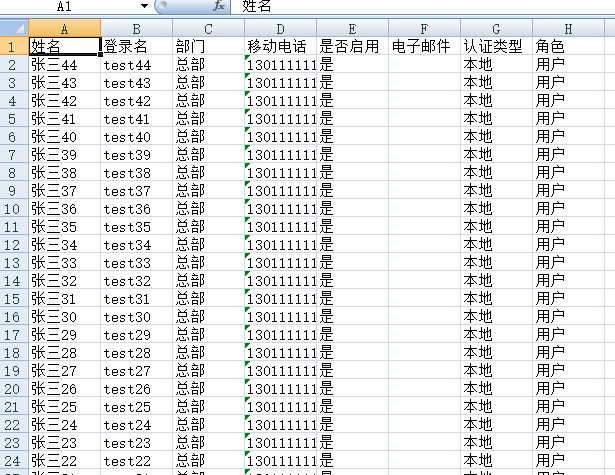 A1 fx 姓名
A B C D E F G H
1 姓名 登录名 部门 移动电话 是否启用 电子邮件 认证类型 角色
2 张三44 test44 总部 130111111 是 本地 用户
3 张三43 test43 总部 130111111 是 本地 用户
4 张三42 test42 总部 130111111 是 本地 用户
5 张三41 test41 总部 130111111 是 本地 用户
6 张三40 test40 总部 130111111 是 本地 用户
7 张三39 test39 总部 130111111 是 本地 用户
8 张三38 test38 总部 130111111 是 本地 用户
9 张三37 test37 总部 130111111 是 本地 用户
10 张三36 test36 总部 130111111 是 本地 用户
11 张三35 test35 总部 130111111 是 本地 用户
12 张三34 test34 总部 130111111 是 本地 用户
13 张三33 test33 总部 130111111 是 本地 用户
14 张三32 test32 总部 130111111 是 本地 用户
15 张三31 test31 总部 130111111 是 本地 用户
16 张三30 test30 总部 130111111 是 本地 用户
17 张三29 test29 总部 130111111 是 本地 用户
18 张三28 test28 总部 130111111 是 本地 用户
19 张三27 test27 总部 130111111 是 本地 用户
20 张三26 test26 总部 130111111 是 本地 用户
21 张三25 test25 总部 130111111 是 本地 用户
22 张三24 test24 总部 130111111 是 本地 用户
23 张三23 test23 总部 130111111 是 本地 用户
24 张三22 test22 总部 130111111 是 本地 用户